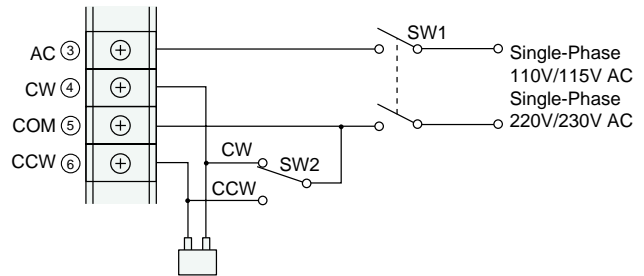 AC ③
CW ④
COM ⑤
CCW ⑥
SW1
Single-Phase
110V/115V AC
Single-Phase
220V/230V AC
CW
SW2
CCW